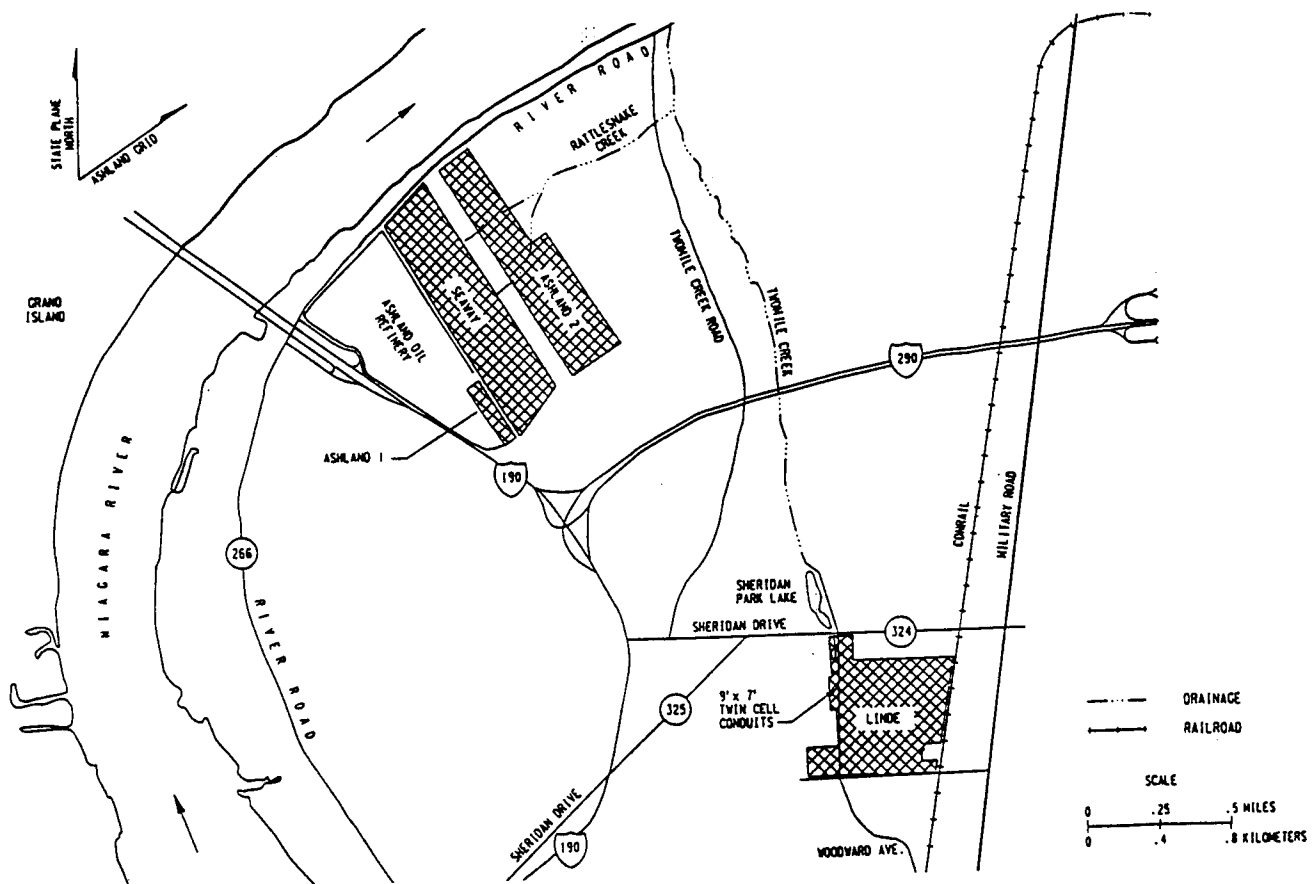 STATE PLANE
NORTH
ASHLAND GRID
RIVER ROAD
RATTLESNAKE
CREEK
GRAND
ISLAND
SEAWAY
ASHLAND 2
ASHLAND OIL
REFINERY
TWOMILE CREEK ROAD
TWOMILE CREEK
290
ASHLAND 1
190
NIAGARA RIVER
266
RIVER ROAD
CONRAIL
MILITARY ROAD
SHERIDAN
PARK LAKE
SHERIDAN DRIVE
324
9' x 7'
TWIN CELL
CONDUITS
LINDE
325
SHERIDAN DRIVE
190
WOODWARD AVE.
DRAINAGE
RAILROAD
SCALE
0 .25 .5 MILES
0 .4 .8 KILOMETERS